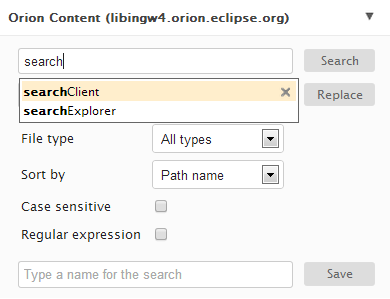 Orion Content (libingw4.orion.eclipse.org)
search Search
searchClient
searchExplorer
Replace
File type All types
Sort by Path name
Case sensitive
Regular expression
Type a name for the search Save